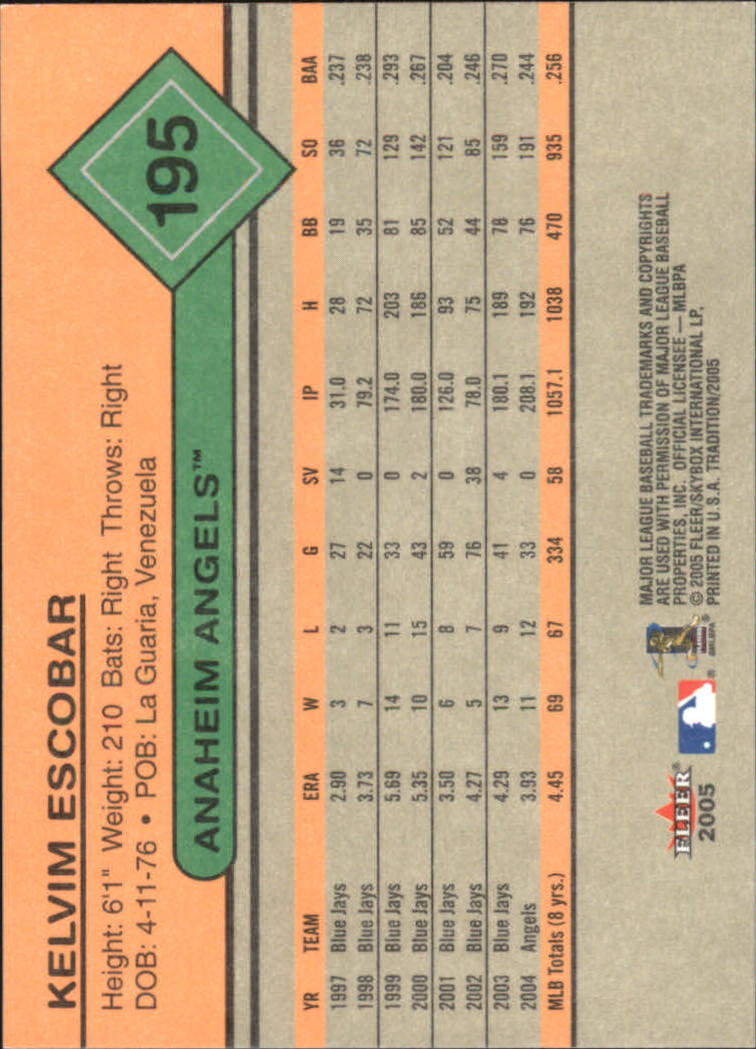 KELVIM ESCOBAR
195
Height: 6'1" Weight: 210 Bats: Right Throws: Right
DOB: 4-11-76 • POB: La Guaria, Venezuela
ANAHEIM ANGELS™
YR TEAM ERA W L G SV IP H BB SO BAA
1997 Blue Jays 2.90 3 2 27 14 31.0 28 19 36 .237
1998 Blue Jays 3.73 7 3 22 0 79.2 72 35 72 .238
1999 Blue Jays 5.69 14 11 33 0 174.0 203 81 129 .293
2000 Blue Jays 5.35 10 15 43 2 180.0 186 85 142 .267
2001 Blue Jays 3.50 6 8 59 0 126.0 93 52 121 .204
2002 Blue Jays 4.27 5 7 76 38 78.0 75 44 85 .246
2003 Blue Jays 4.29 13 9 41 4 180.1 189 78 159 .270
2004 Angels 3.93 11 12 33 0 208.1 192 76 191 .244
MLB Totals (8 yrs.) 4.45 69 67 334 58 1057.1 1038 470 935 .256
FLEER®
2005
®
®MLBPA
MAJOR LEAGUE BASEBALL TRADEMARKS AND COPYRIGHTS
ARE USED WITH PERMISSION OF MAJOR LEAGUE BASEBALL
PROPERTIES, INC. OFFICIAL LICENSEE — MLBPA
© 2005 FLEER/SKYBOX INTERNATIONAL LP.
PRINTED IN U.S.A. TRADITION/2005